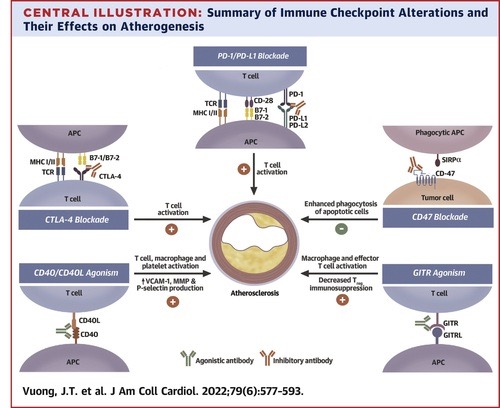 CENTRAL ILLUSTRATION: Summary of Immune Checkpoint Alterations and
Their Effects on Atherogenesis
PD-1/PD-L1 Blockade
T cell
TCR
MHC I/II
CD-28
B7-1
B7-2
PD-1
PD-L1
PD-L2
APC
T cell
activation
+
APC
MHC I/II
TCR
B7-1/B7-2
CTLA-4
T cell
CTLA-4 Blockade
T cell
activation
+
Phagocytic APC
SIRPα
CD-47
Tumor cell
CD47 Blockade
Enhanced phagocytosis
of apoptotic cells
-
Atherosclerosis
CD40/CD40L Agonism
T cell
CD40L
CD40
APC
T cell, macrophage and
platelet activation
↑VCAM-1, MMP &
P-selectin production
+
GITR Agonism
T cell
GITR
GITRL
APC
Macrophage and effector
T cell activation
Decreased Treg
immunosuppression
+
Agonistic antibody
Inhibitory antibody
Vuong, J.T. et al. J Am Coll Cardiol. 2022;79(6):577–593.